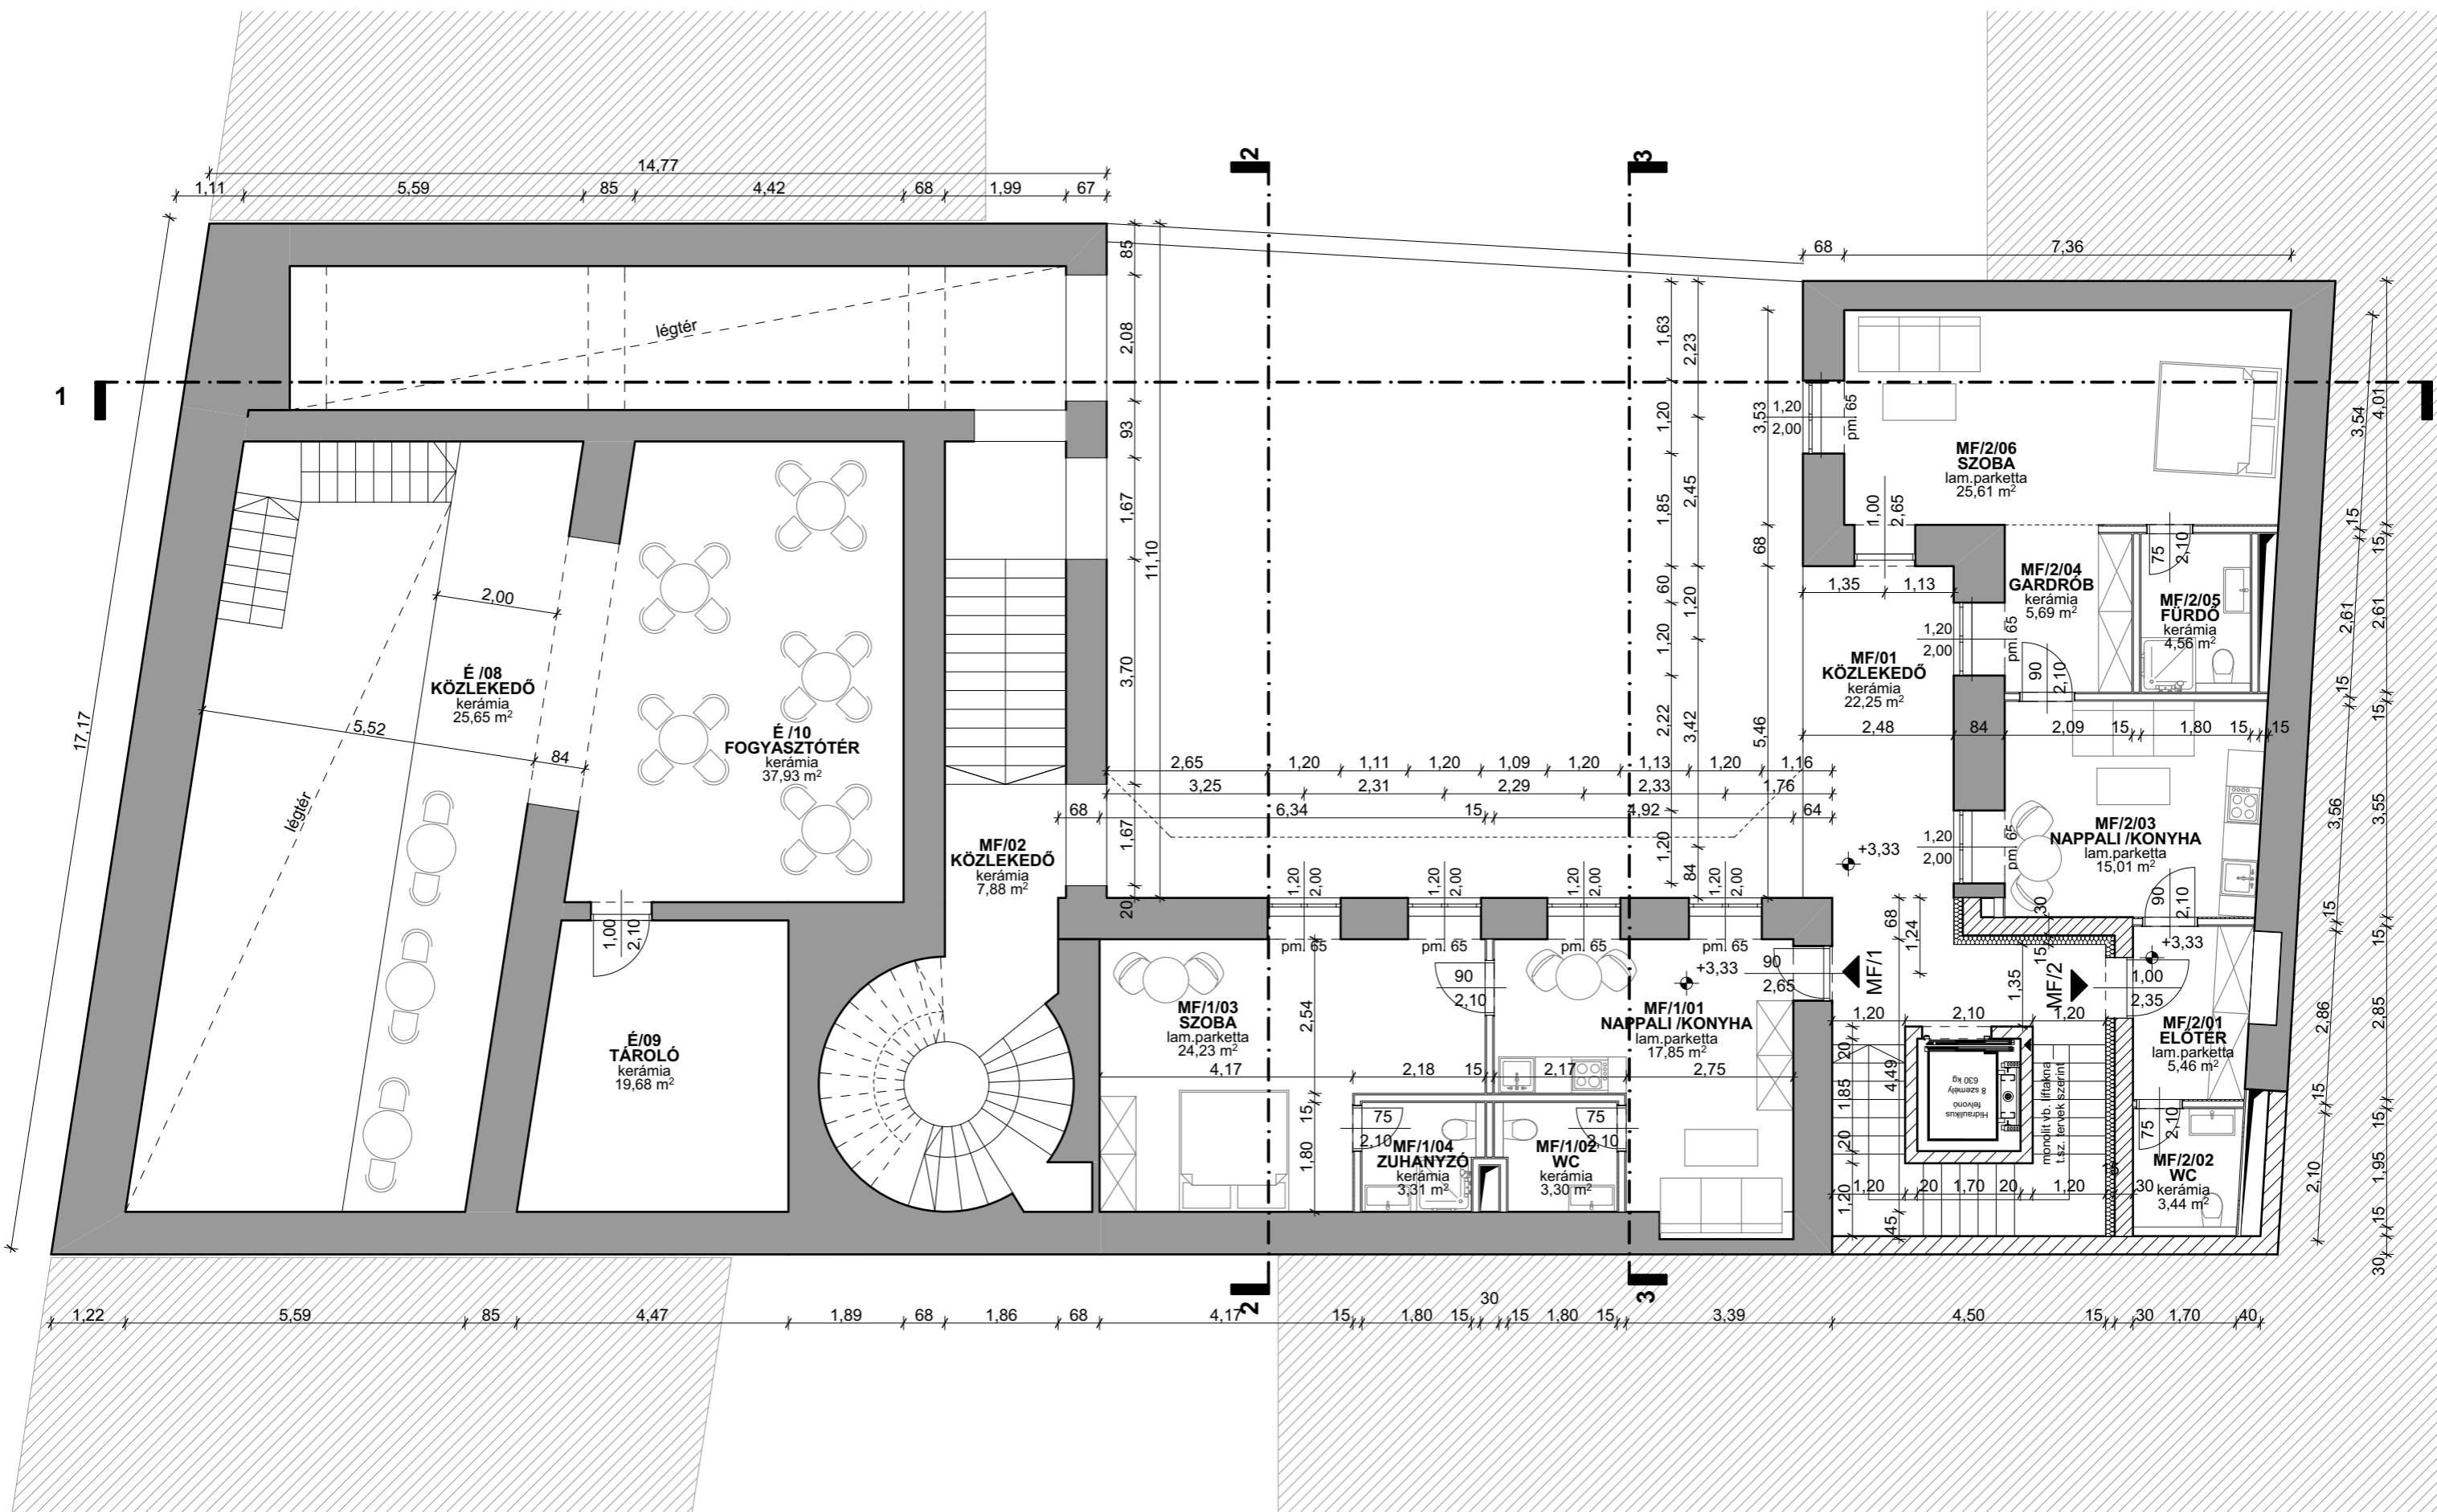 2
3
14,77
1,11 5,59 85 4,42 68 1,99 67
68 7,36
85
2,08
93
1,67
3,70
1,67
20
11,10
17,17
légtér
1
1,63
1,20
1,85
60
1,20
2,22
1,20
2,23
2,45
1,20
3,42
84
3,53
68
5,46
1,20
2,00
pm. 65
MF/2/06
SZOBA
lam.parketta
25,61 m²
1,00
2,65
1,35 1,13
MF/2/04
GARDRÓB
kerámia
5,69 m²
75
2,10
MF/2/05
FÜRDŐ
kerámia
4,56 m²
1,20
2,00
pm. 65
90
2,10
MF/01
KÖZLEKEDŐ
kerámia
22,25 m²
2,48 84 2,09 15 1,80 15 15
3,54
15
2,61
15
3,56
15
2,86
15
2,10
4,01
15
2,61
15
3,55
15
2,85
15
1,95
15
30
2,00
É /08
KÖZLEKEDŐ
kerámia
25,65 m²
5,52
84
légtér
É /10
FOGYASZTÓTÉR
kerámia
37,93 m²
2,65 1,20 1,11 1,20 1,09 1,20 1,13 1,20 1,16
3,25 2,31 2,29 2,33 1,76
68 6,34 15 4,92 64
MF/02
KÖZLEKEDŐ
kerámia
7,88 m²
+3,33
1,20
2,00
pm. 65
MF/2/03
NAPPALI /KONYHA
lam.parketta
15,01 m²
90
2,10
1,20
2,00
1,20
2,00
1,20
2,00
1,20
2,00
pm. 65
pm. 65
pm. 65
pm. 65
68
1,24
30
15
1,35
+3,33
1,00
2,10
90
2,10
+3,33
90
2,65
MF/1
MF/2
1,00
2,35
É/09
TÁROLÓ
kerámia
19,68 m²
MF/1/03
SZOBA
lam.parketta
24,23 m²
2,54
15
1,80
MF/1/01
NAPPALI /KONYHA
lam.parketta
17,85 m²
MF/2/01
ELŐTÉR
lam.parketta
5,46 m²
4,17 2,18 15 2,17 2,75
1,20 2,10 1,20
20
1,85
1,20
1,20
4,49
45
Hidraulikus
felvonó
8 személy
630 kg
monolit vb. liftakna
t.sz. tervek szerint
75
2,10
MF/1/04
ZUHANYZÓ
kerámia
3,31 m²
75
2,10
MF/1/02
WC
kerámia
3,30 m²
75
2,10
MF/2/02
WC
kerámia
3,44 m²
1,20 20 1,70 20 1,20 15 30
2
3
1,22 5,59 85 4,47 1,89 68 1,86 68 4,17 15 1,80 15 30 15 1,80 15 3,39 4,50 15 30 1,70 40